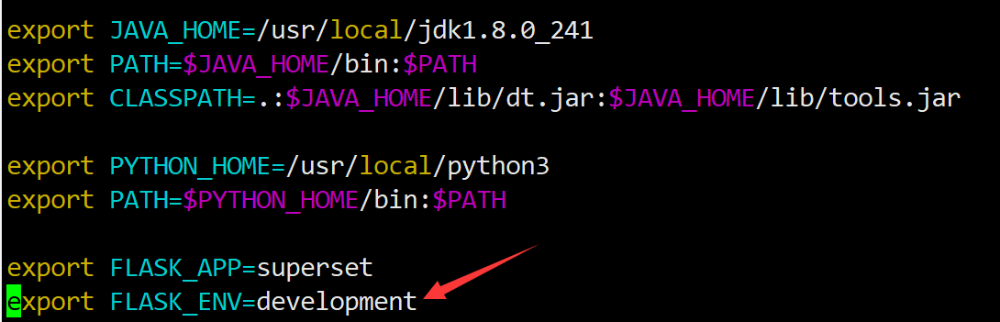 export JAVA_HOME=/usr/local/jdk1.8.0_241
export PATH=$JAVA_HOME/bin:$PATH
export CLASSPATH=.:$JAVA_HOME/lib/dt.jar:$JAVA_HOME/lib/tools.jar
export PYTHON_HOME=/usr/local/python3
export PATH=$PYTHON_HOME/bin:$PATH
export FLASK_APP=superset
export FLASK_ENV=development